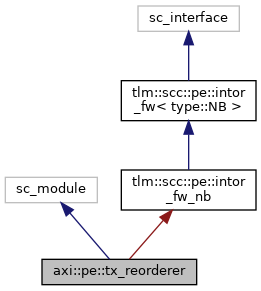 sc_interface
tlm::scc::pe::intor
_fw< type::NB >
sc_module
tlm::scc::pe::intor
_fw_nb
axi::pe::tx_reorderer